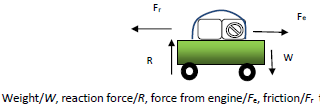 Fr
Fe
R
W
Weight/W, reaction force/R, force from engine/Fe, friction/Fr